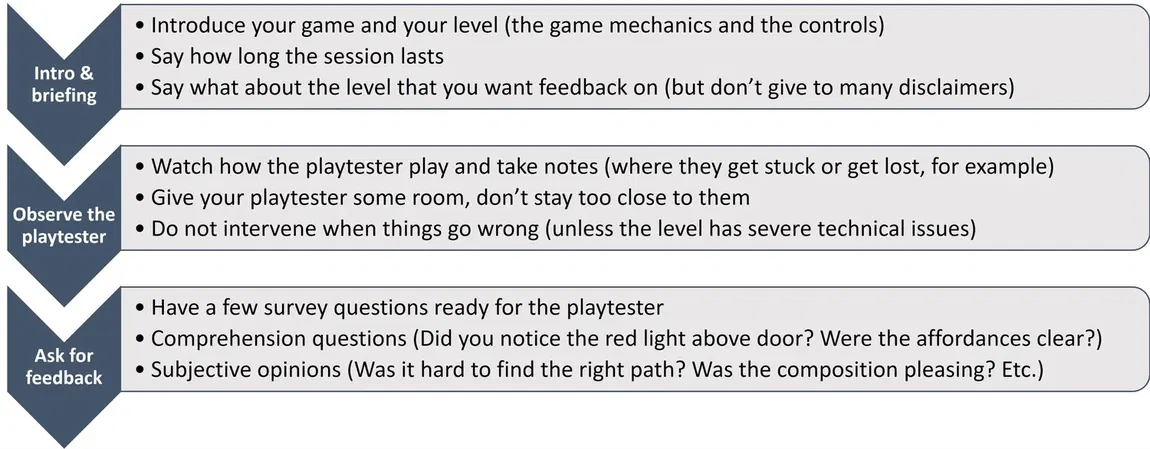 Intro &
briefing
• Introduce your game and your level (the game mechanics and the controls)
• Say how long the session lasts
• Say what about the level that you want feedback on (but don’t give to many disclaimers)
Observe the
playtester
• Watch how the playtester play and take notes (where they get stuck or get lost, for example)
• Give your playtester some room, don’t stay too close to them
• Do not intervene when things go wrong (unless the level has severe technical issues)
Ask for
feedback
• Have a few survey questions ready for the playtester
• Comprehension questions (Did you notice the red light above door? Were the affordances clear?)
• Subjective opinions (Was it hard to find the right path? Was the composition pleasing? Etc.)